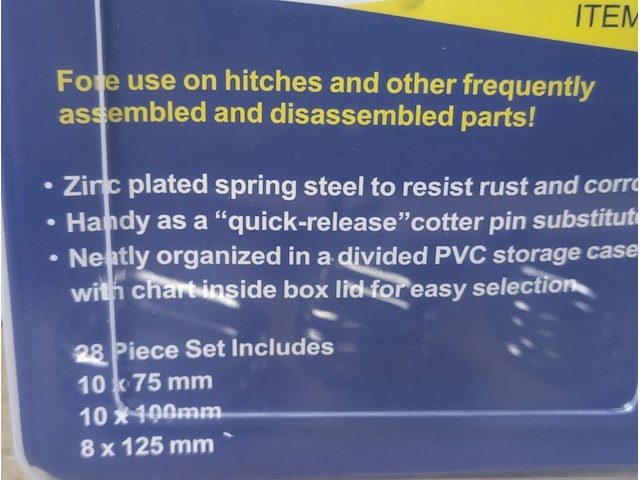 ITEM
Fore use on hitches and other frequently
assembled and disassembled parts!
• Zinc plated spring steel to resist rust and corro
• Handy as a “quick-release”cotter pin substitute
• Neatly organized in a divided PVC storage case
with chart inside box lid for easy selection
28 Piece Set Includes
10 x 75 mm
10 x 100mm
8 x 125 mm